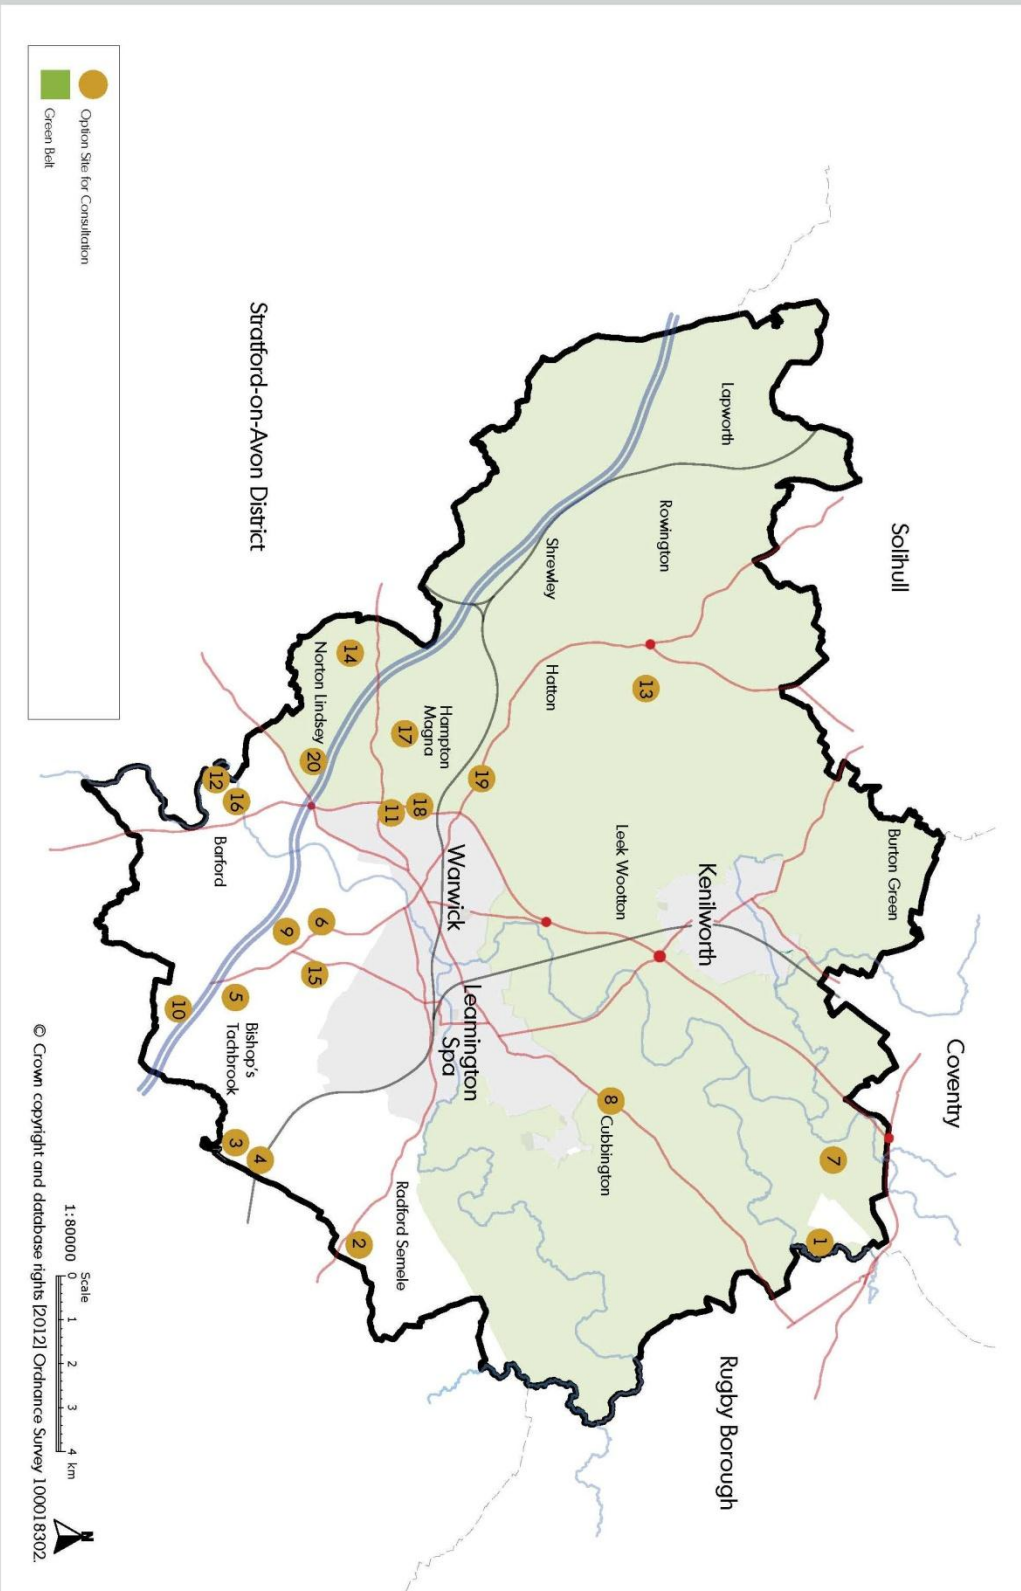 Solihull
Coventry
Rugby Borough
Stratford-on-Avon District
Burton Green
Lapworth
Rowington
Shrewley
Hatton
Kenilworth
Leek Wootton
Cubbington
Hampton
Magna
Warwick
Leamington
Spa
Norton Lindsey
Radford Semele
Barford
Bishop's
Tachbrook
1
7
13
8
19
18
17
11
14
2
6
20
15
9
4
16
12
5
3
10
Option Site for Consultation
Green Belt
Scale
1:80000
0 1 2 3 4 km
N
© Crown copyright and database rights [2012] Ordnance Survey 100018302.